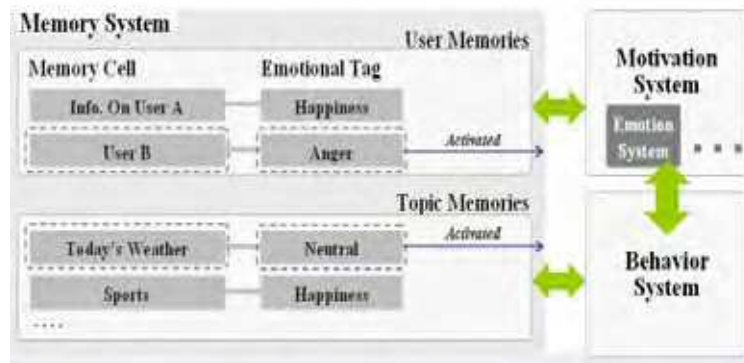 Memory System
User Memories
Memory Cell
Emotional Tag
Info. On User A
Happiness
User B
Anger
Activated
Topic Memories
Today's Weather
Neutral
Activated
Sports
Happiness
....
Motivation
System
Emotion
System
....
Behavior
System